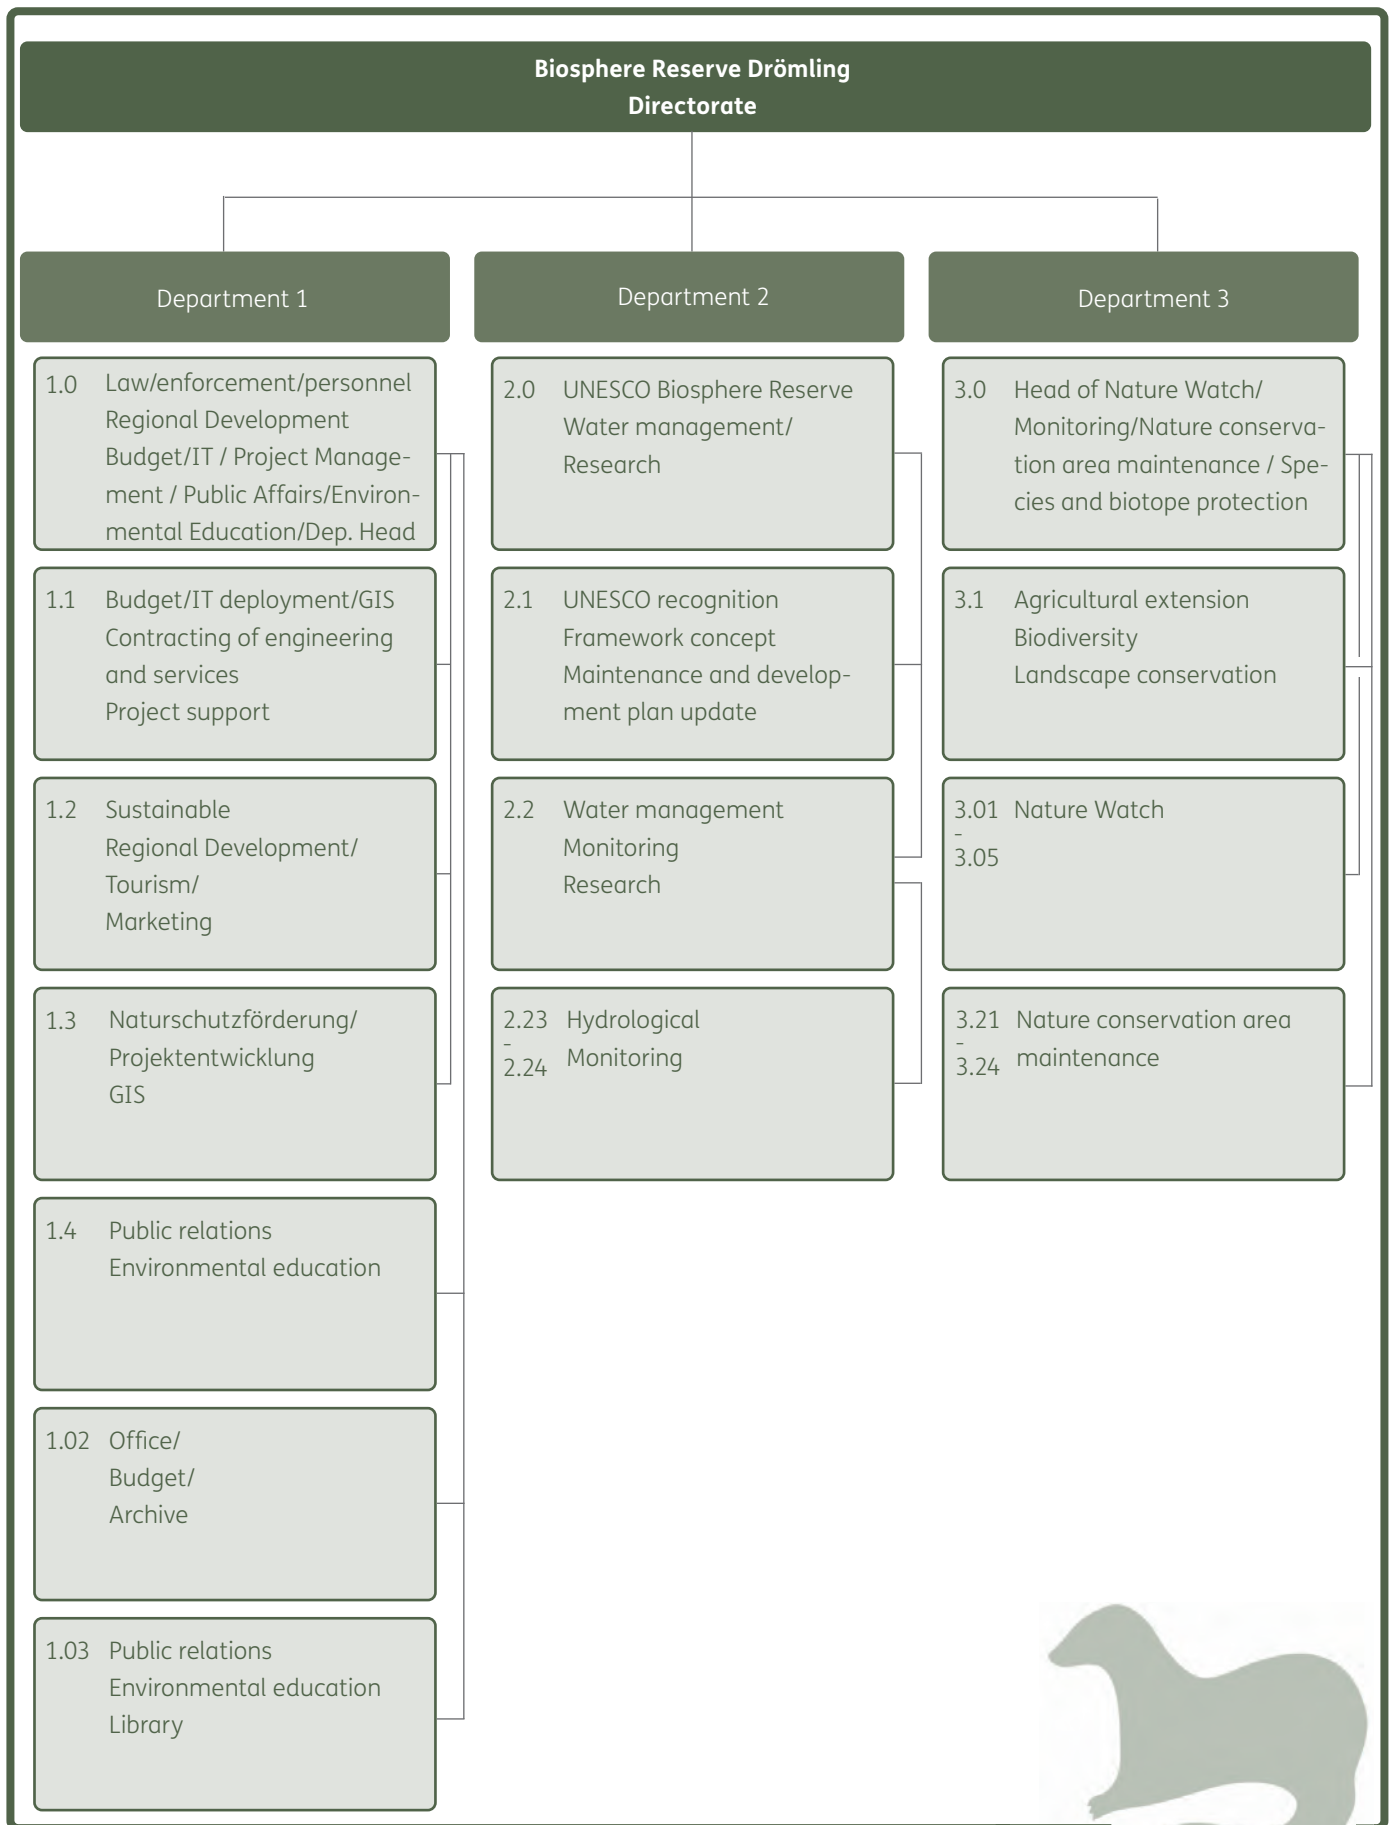 Biosphere Reserve Drömling
Directorate
Department 1
1.0 Law/enforcement/personnel
Regional Development
Budget/IT / Project Manage-
ment / Public Affairs/Environ-
mental Education/Dep. Head
1.1 Budget/IT deployment/GIS
Contracting of engineering
and services
Project support
1.2 Sustainable
Regional Development/
Tourism/
Marketing
1.3 Naturschutzförderung/
Projektentwicklung
GIS
1.4 Public relations
Environmental education
1.02 Office/
Budget/
Archive
1.03 Public relations
Environmental education
Library
Department 2
2.0 UNESCO Biosphere Reserve
Water management/
Research
2.1 UNESCO recognition
Framework concept
Maintenance and develop-
ment plan update
2.2 Water management
Monitoring
Research
2.23 Hydrological
-
2.24 Monitoring
Department 3
3.0 Head of Nature Watch/
Monitoring/Nature conserva-
tion area maintenance / Spe-
cies and biotope protection
3.1 Agricultural extension
Biodiversity
Landscape conservation
3.01 Nature Watch
-
3.05
3.21 Nature conservation area
-
3.24 maintenance